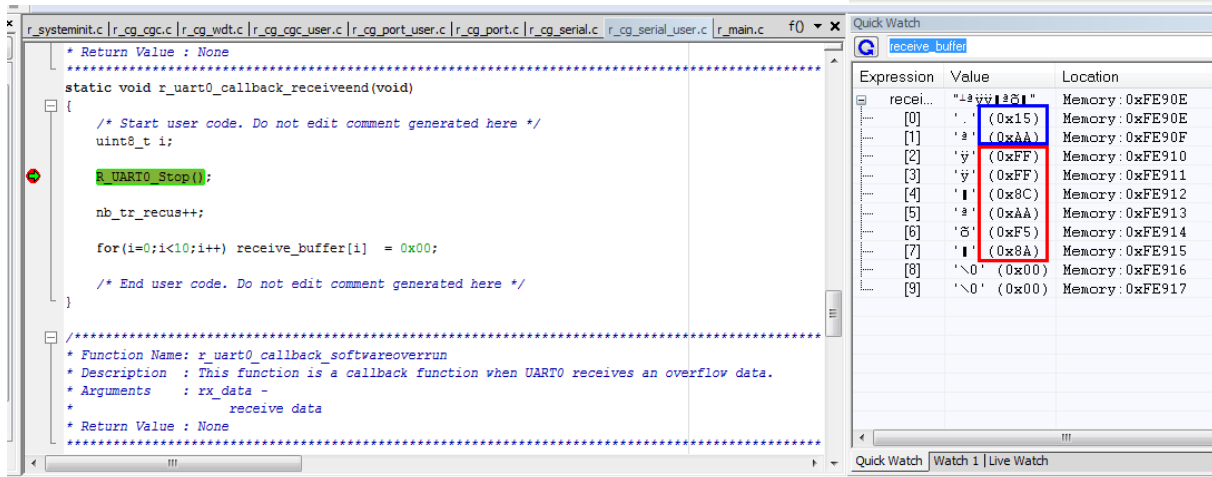 r_systeminit.c | r_cg_cgc.c | r_cg_wdt.c | r_cg_cgc_user.c | r_cg_port_user.c | r_cg_port.c | r_cg_serial.c r_cg_serial_user.c | r_main.c f()
* Return Value : None
static void r_uart0_callback_receiveend(void)
{
/* Start user code. Do not edit comment generated here */
uint8_t i;
R_UART0_Stop();
nb_tr_recus++;
for(i=0;i<10;i++) receive_buffer[i] = 0x00;
/* End user code. Do not edit comment generated here */
}
* Function Name: r_uart0_callback_softwareoverrun
* Description : This function is a callback function when UART0 receives an overflow data.
* Arguments : rx_data -
* receive data
* Return Value : None
Quick Watch
receive_buffer
Expression Value Location
recei... Memory:0xFE90E
[0] '.' (0x15) Memory:0xFE90E
[1] 'ª' (0xAA) Memory:0xFE90F
[2] 'ÿ' (0xFF) Memory:0xFE910
[3] 'ÿ' (0xFF) Memory:0xFE911
[4] (0x8C) Memory:0xFE912
[5] 'ª' (0xAA) Memory:0xFE913
[6] 'õ' (0xF5) Memory:0xFE914
[7] (0x8A) Memory:0xFE915
[8] '\0' (0x00) Memory:0xFE916
[9] '\0' (0x00) Memory:0xFE917
Quick Watch Watch 1 | Live Watch